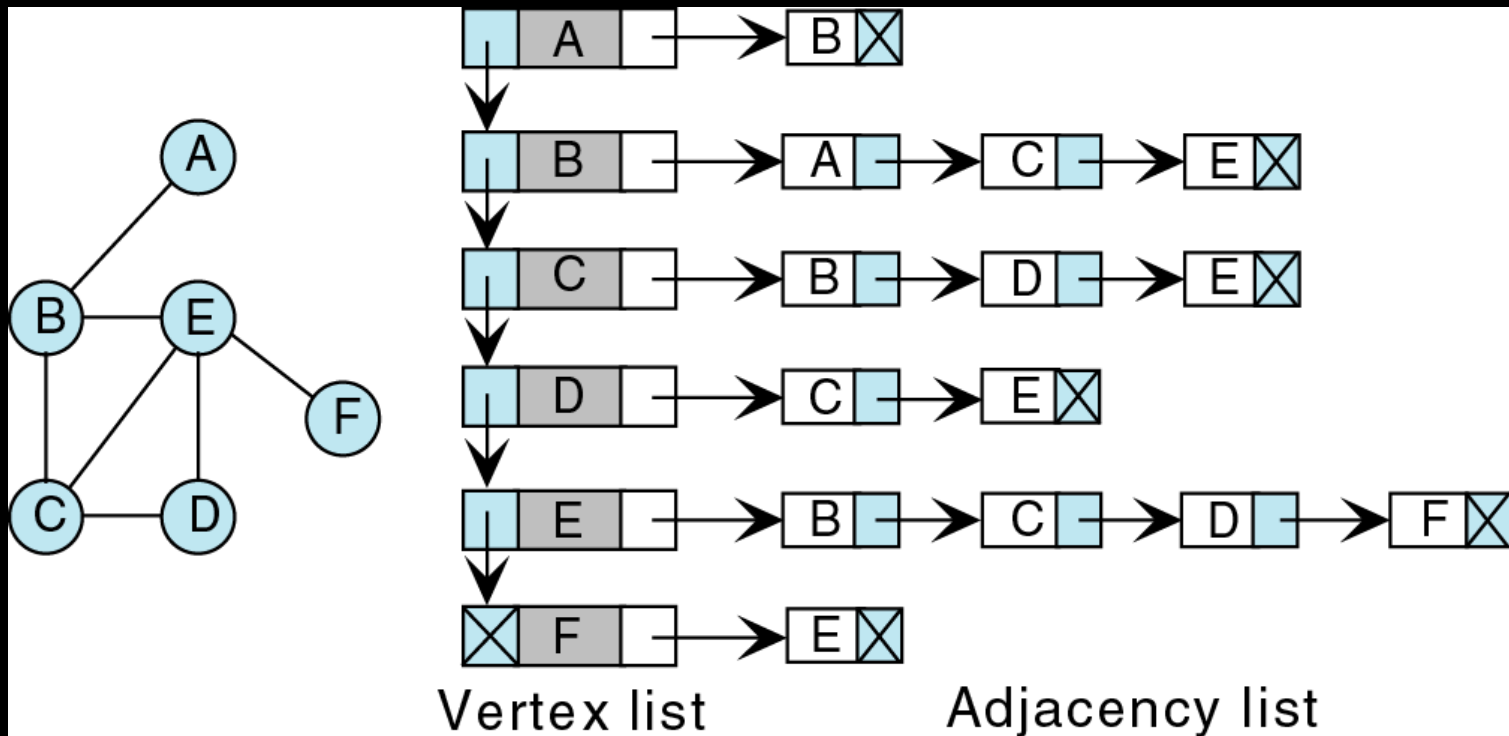 A B
A
B A C E
C B D E
B E
D C E
F
C D
E B C D F
F E
Vertex list Adjacency list